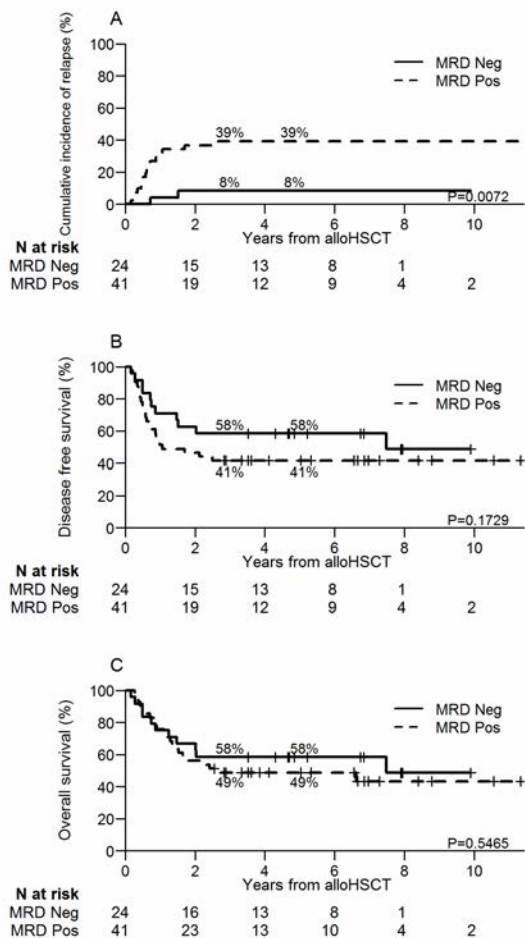 A
Cumulative incidence of relapse (%)
100
80
60
40
20
0
MRD Neg
MRD Pos
39% 39%
8% 8%
P=0.0072
0 2 4 6 8 10
Years from alloHSCT
N at risk
MRD Neg 24 15 13 8 1
MRD Pos 41 19 12 9 4 2
B
Disease free survival (%)
100
80
60
40
20
0
MRD Neg
MRD Pos
58% 58%
41% 41%
P=0.1729
0 2 4 6 8 10
Years from alloHSCT
N at risk
MRD Neg 24 15 13 8 1
MRD Pos 41 19 12 9 4 2
C
Overall survival (%)
100
80
60
40
20
0
MRD Neg
MRD Pos
58% 58%
49% 49%
P=0.5465
0 2 4 6 8 10
Years from alloHSCT
N at risk
MRD Neg 24 16 13 8 1
MRD Pos 41 23 13 10 4 2